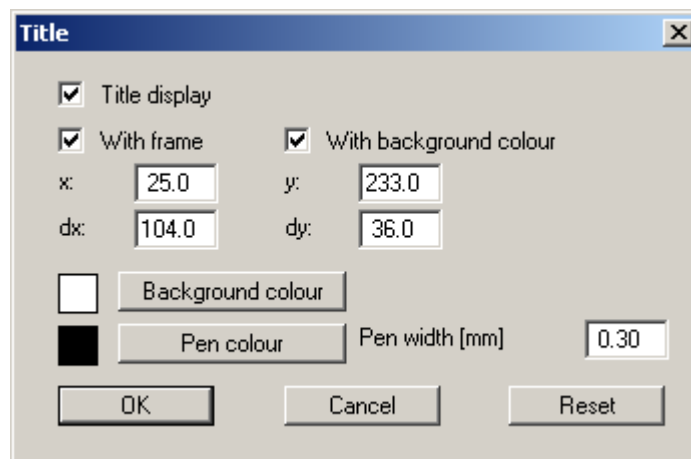 Title
Title display
With frame With background colour
x: 25.0 y: 233.0
dx: 104.0 dy: 36.0
Background colour
Pen colour Pen width [mm] 0.30
OK Cancel Reset